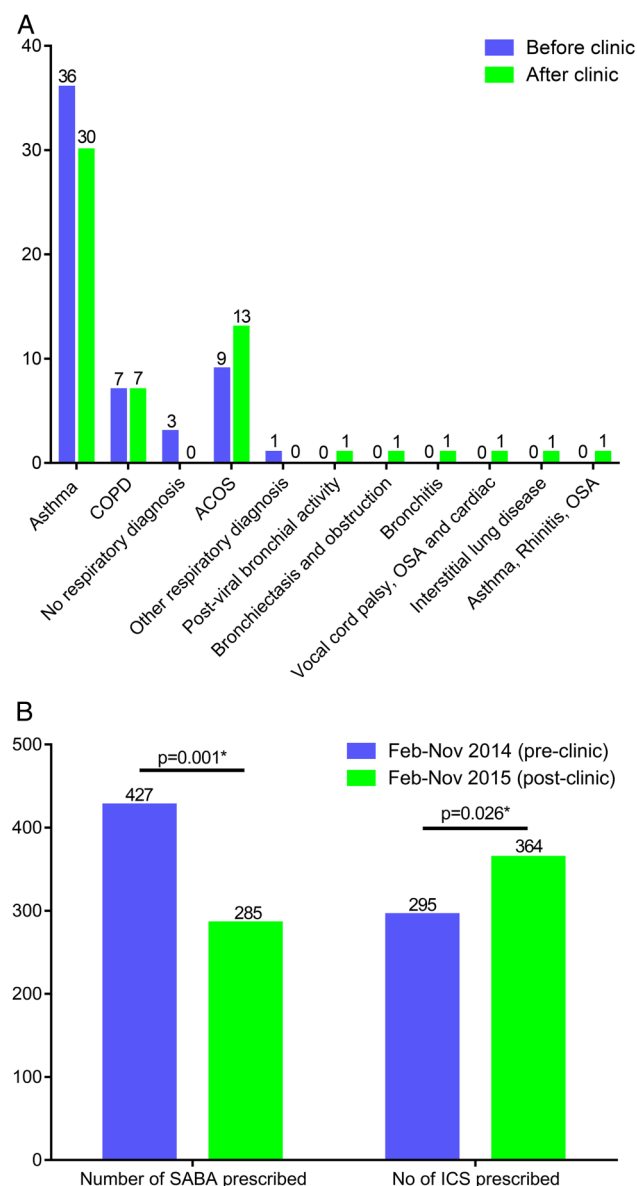 A
40
30
20
10
0
Before clinic
After clinic
36
30
7 7
3
0
9
13
1
0
0
1
0
1
0
1
0
1
0
1
0
1
Asthma
COPD
No respiratory diagnosis
ACOS
Other respiratory diagnosis
Post-viral bronchial activity
Bronchiectasis and obstruction
Bronchitis
Vocal cord palsy, OSA and cardiac
Interstitial lung disease
Asthma, Rhinitis, OSA
B
500
400
300
200
100
0
Feb-Nov 2014 (pre-clinic)
Feb-Nov 2015 (post-clinic)
p=0.001*
427
285
p=0.026*
295
364
Number of SABA prescribed
No of ICS prescribed